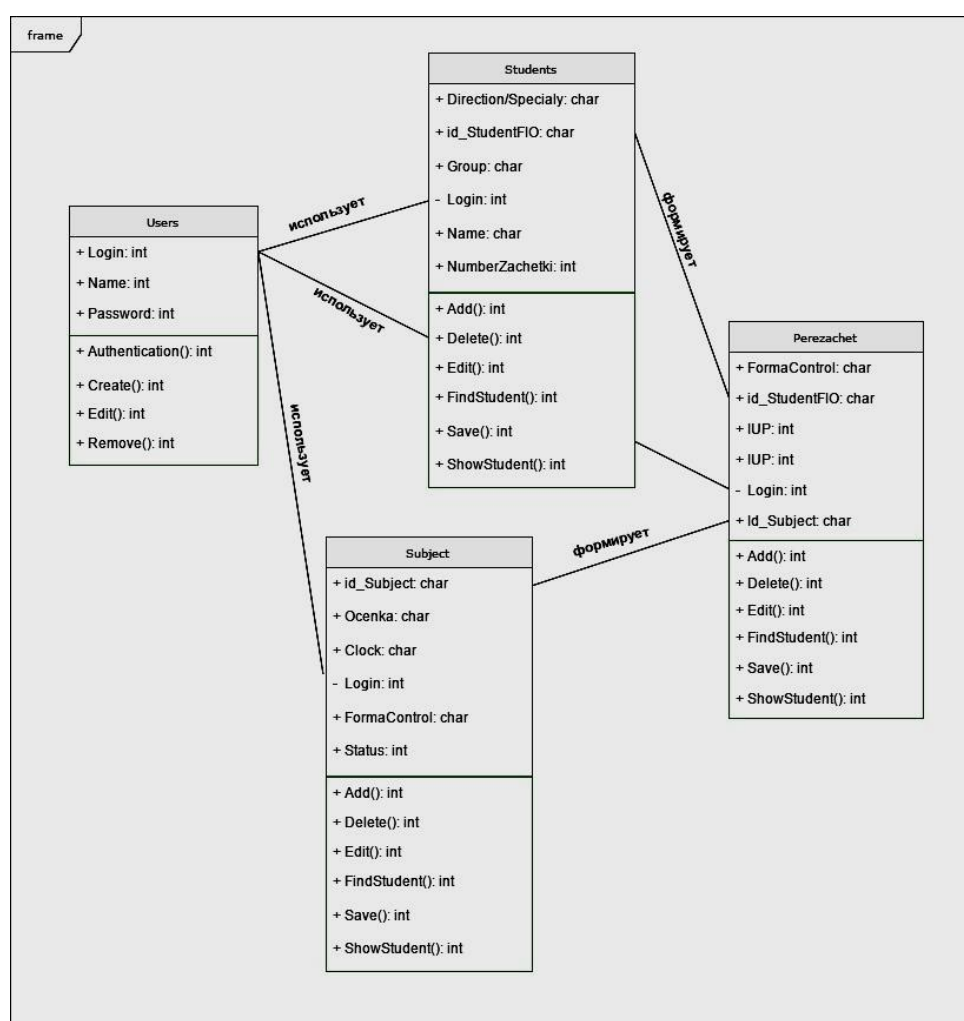 frame
Students
+ Direction/Specialy: char
+ id_StudentFIO: char
+ Group: char
- Login: int
+ Name: char
+ NumberZachetki: int
+ Add(): int
+ Delete(): int
+ Edit(): int
+ FindStudent(): int
+ Save(): int
+ ShowStudent(): int
Users
+ Login: int
+ Name: int
+ Password: int
+ Authentication(): int
+ Create(): int
+ Edit(): int
+ Remove(): int
использует
использует
использует
формирует
Perezachet
+ FormaControl: char
+ id_StudentFIO: char
+ IUP: int
+ IUP: int
- Login: int
+ Id_Subject: char
+ Add(): int
+ Delete(): int
+ Edit(): int
+ FindStudent(): int
+ Save(): int
+ ShowStudent(): int
формирует
Subject
+ id_Subject: char
+ Ocenka: char
+ Clock: char
- Login: int
+ FormaControl: char
+ Status: int
+ Add(): int
+ Delete(): int
+ Edit(): int
+ FindStudent(): int
+ Save(): int
+ ShowStudent(): int